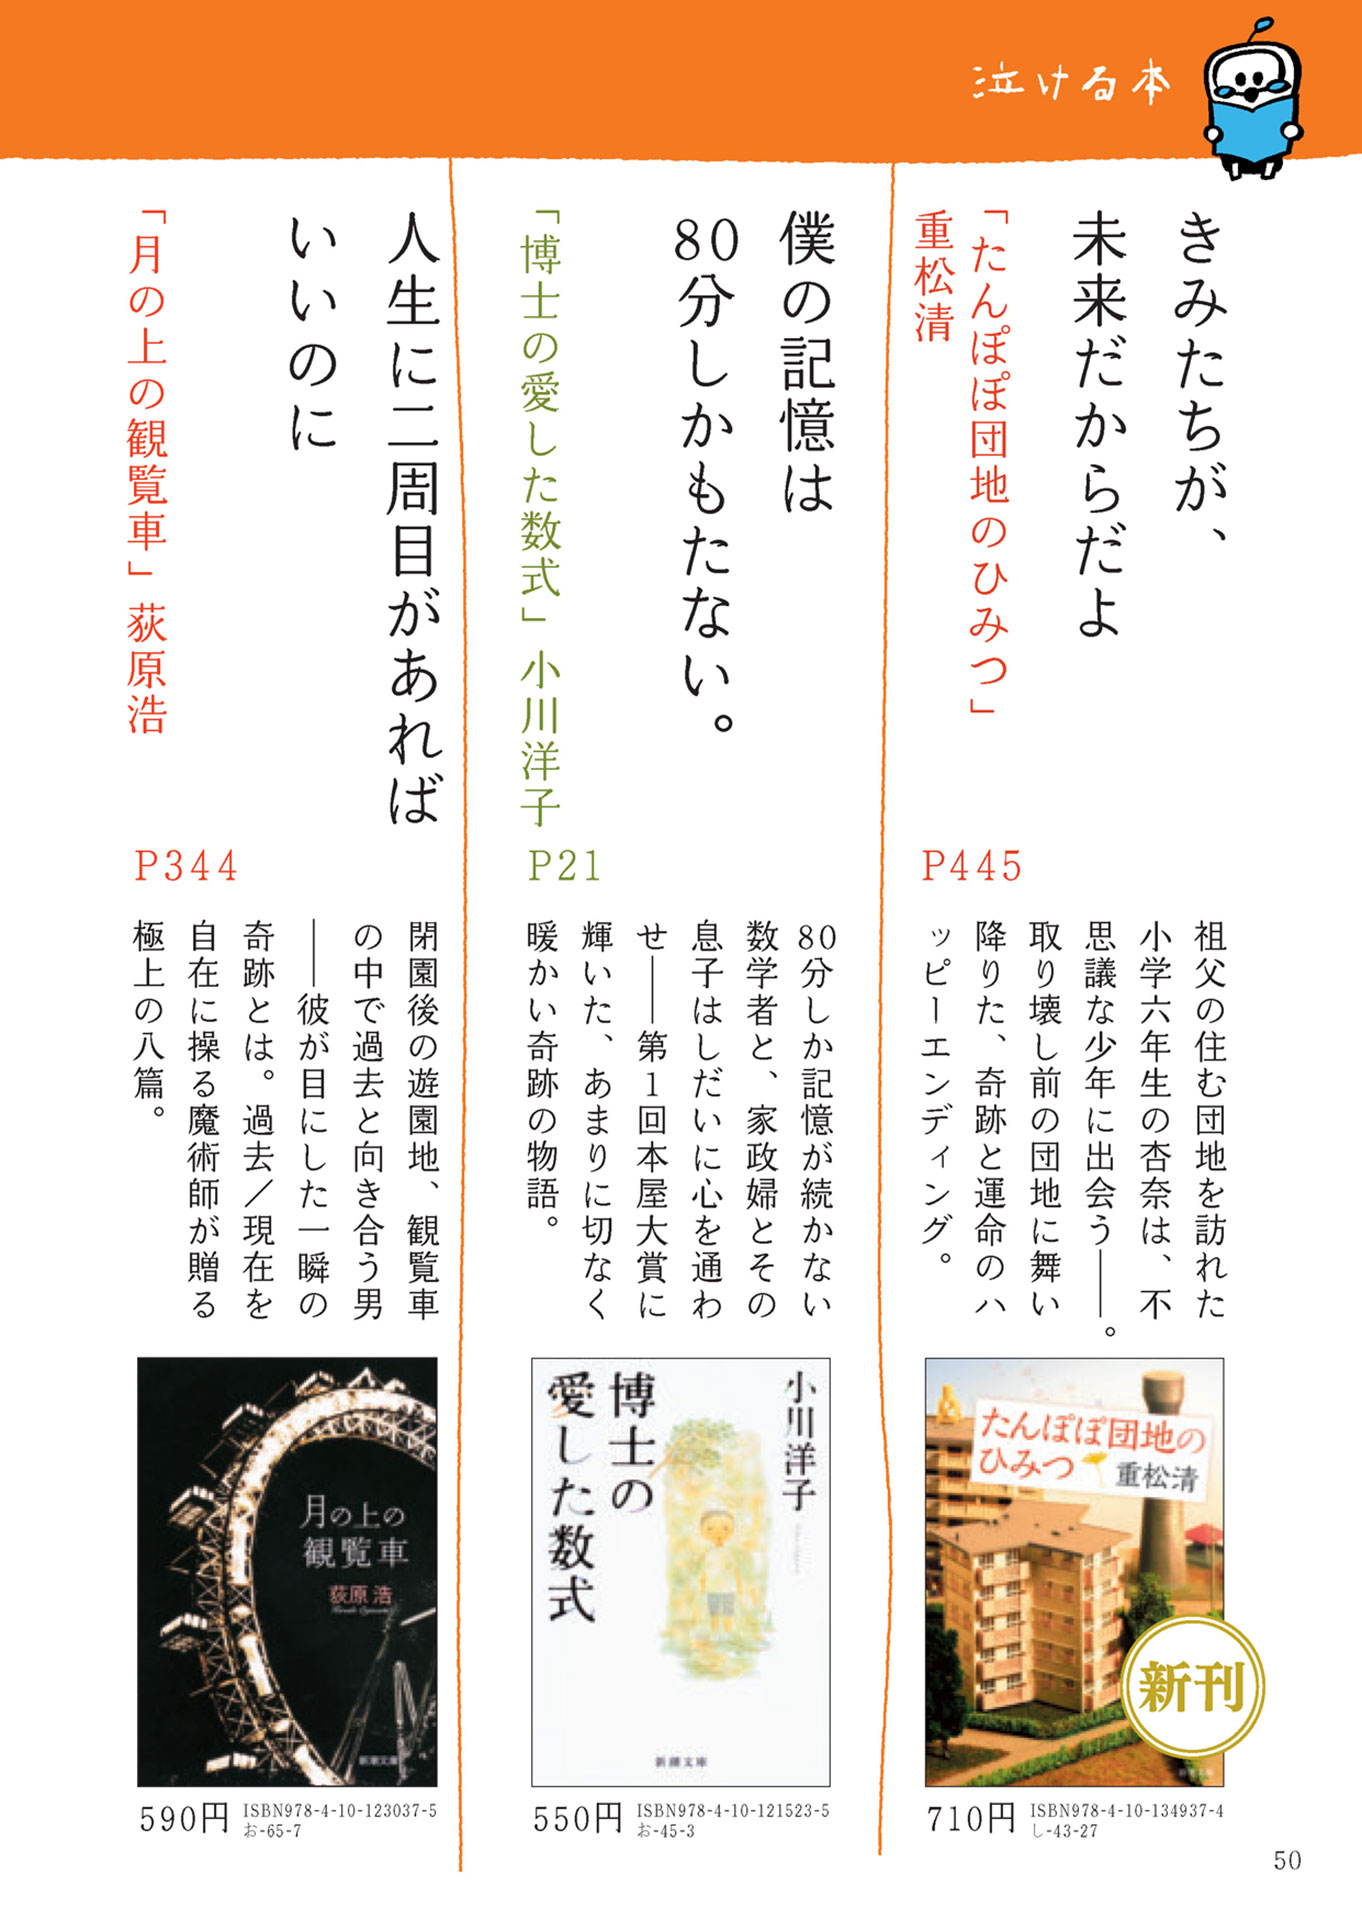 泣ける本
きみたちが、
未来だからだよ
「たんぽぽ団地のひみつ」
重松清
P445
祖父の住む団地を訪れた
小学六年生の杏奈は、不
思議な少年に出会う――。
取り壊し前の団地に舞い
降りた、奇跡と運命のハ
ッピーエンディング。
たんぽぽ団地の
ひみつ
重松清
新潮文庫
新刊
710円
ISBN978-4-10-134937-4
し-43-27
僕の記憶は
80分しかもたない。
「博士の愛した数式」小川洋子
P21
80分しか記憶が続かない
数学者と、家政婦とその
息子はしだいに心を通わ
せ――第1回本屋大賞に
輝いた、あまりに切なく
暖かい奇跡の物語。
小川洋子
博士の
愛した数式
新潮文庫
550円
ISBN978-4-10-121523-5
お-45-3
人生に二周目があれば
いいのに
「月の上の観覧車」荻原浩
P344
閉園後の遊園地、観覧車
の中で過去と向き合う男
――彼が目にした一瞬の
奇跡とは。過去／現在を
自在に操る魔術師が贈る
極上の八篇。
月の上の
観覧車
荻原浩
新潮文庫
590円
ISBN978-4-10-123037-5
お-65-7
50